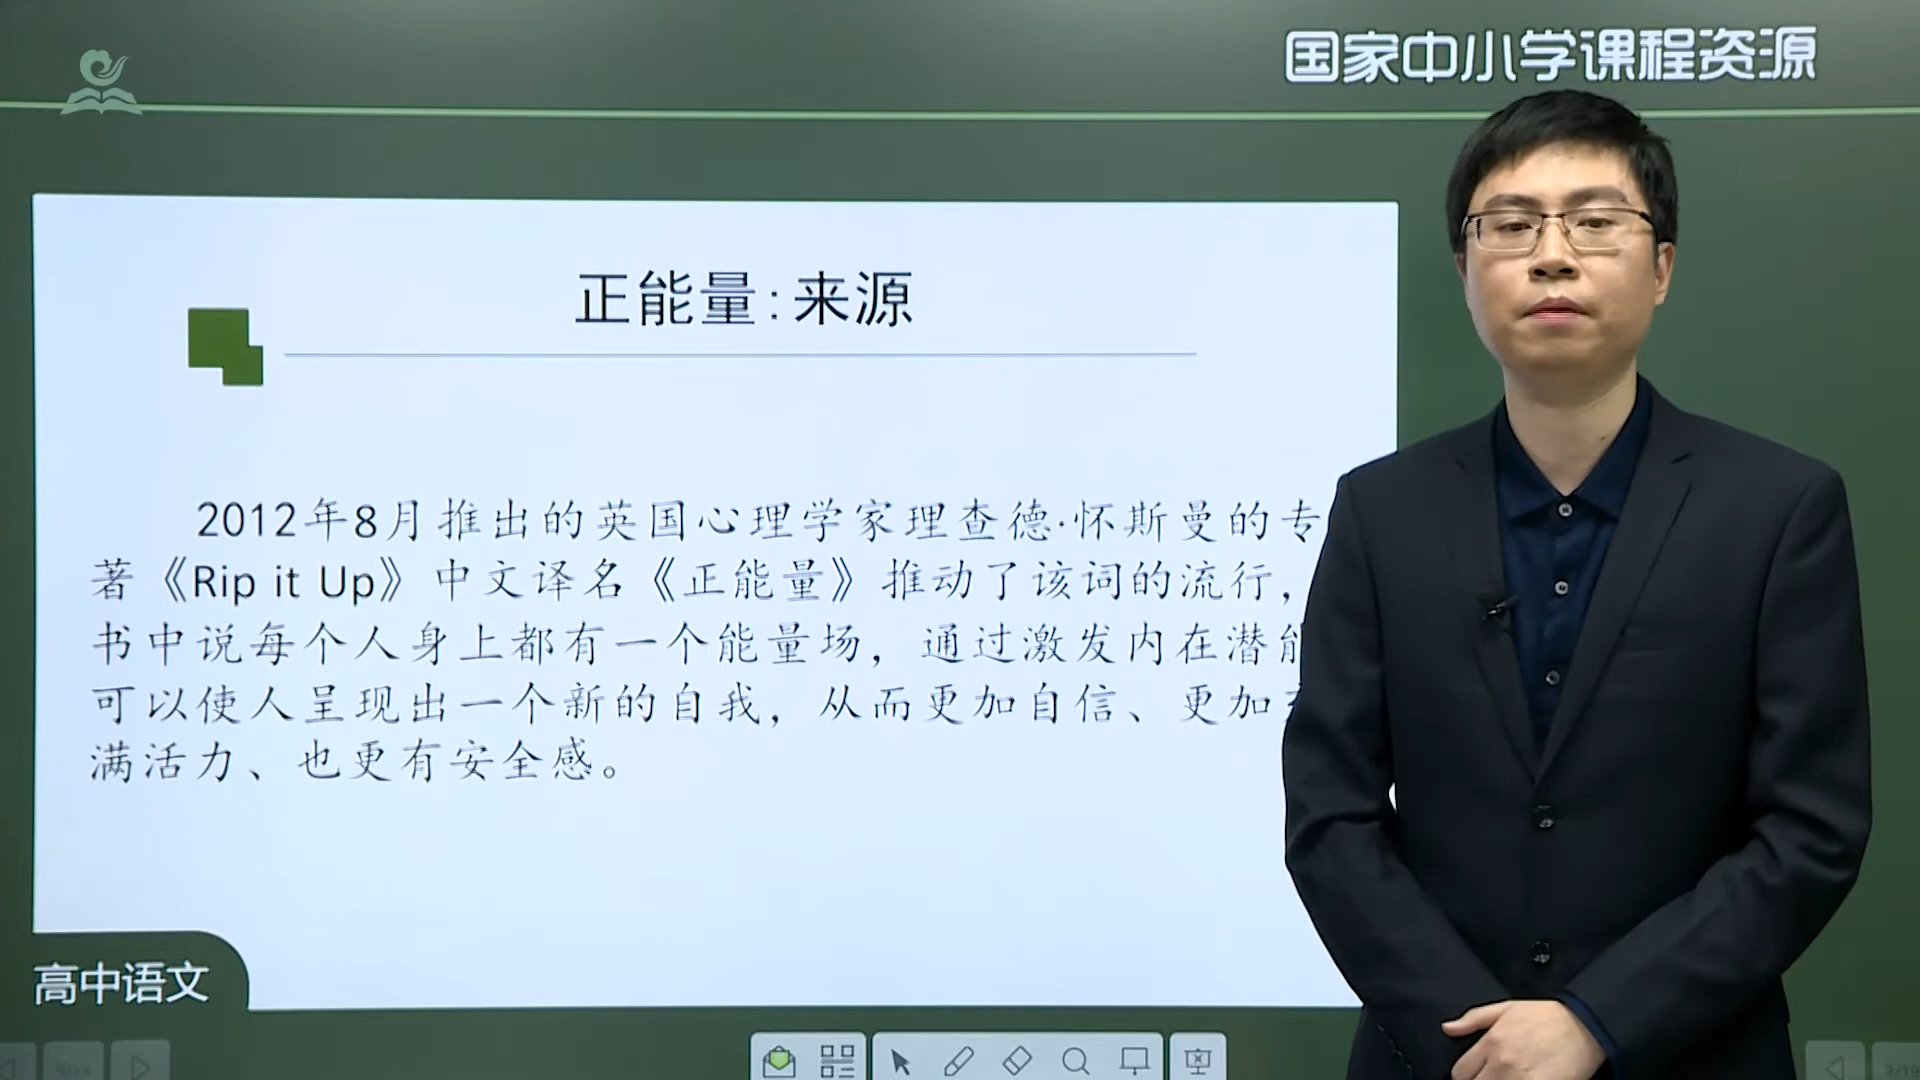 国家中小学课程资源
正能量:来源
2012年8月推出的英国心理学家理查德·怀斯曼的专
著《Rip it Up》中文译名《正能量》推动了该词的流行，
书中说每个人身上都有一个能量场，通过激发内在潜能
可以使人呈现出一个新的自我，从而更加自信、更加
满活力、也更有安全感。
高中语文